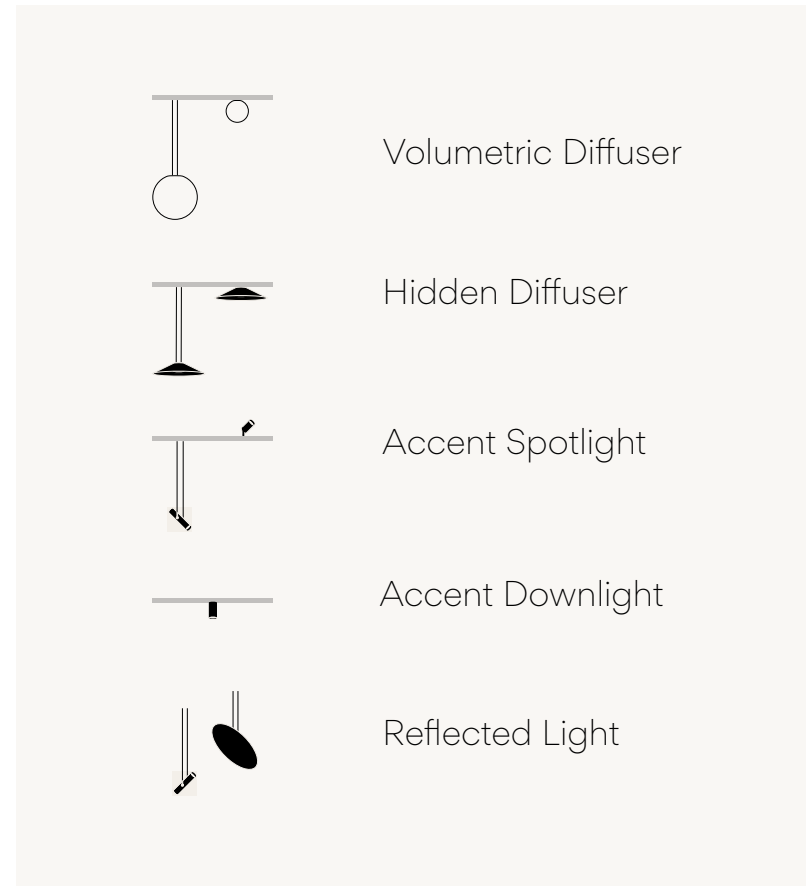 Volumetric Diffuser
Hidden Diffuser
Accent Spotlight
Accent Downlight
Reflected Light